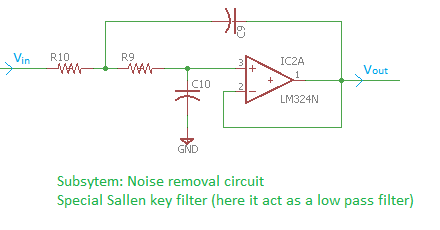 C9
Vin
R10
R9
IC2A
3
+
1
Vout
C10
+
2
−
LM324N
GND
Subsytem: Noise removal circuit
Special Sallen key filter (here it act as a low pass filter)